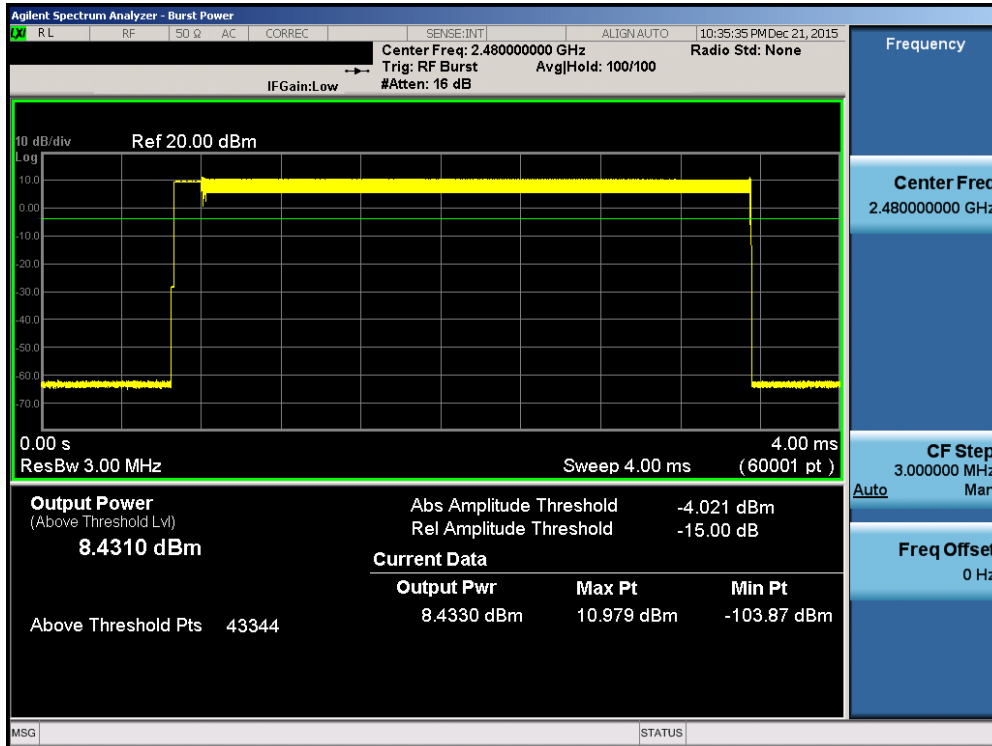 Agilent Spectrum Analyzer - Burst Power
LXI RL RF 50 Ω AC CORREC SENSE:INT ALIGN AUTO 10:35:35 PM Dec 21, 2015
Center Freq: 2.480000000 GHz Radio Std: None
Trig: RF Burst Avg|Hold: 100/100
IFGain:Low #Atten: 16 dB
10 dB/div Ref 20.00 dBm
Log
10.0
0.00
-10.0
-20.0
-30.0
-40.0
-50.0
-60.0
-70.0
0.00 s 4.00 ms
ResBw 3.00 MHz Sweep 4.00 ms (60001 pt)
Output Power
(Above Threshold Lvl)
8.4310 dBm
Above Threshold Pts 43344
Abs Amplitude Threshold -4.021 dBm
Rel Amplitude Threshold -15.00 dB
Current Data
Output Pwr Max Pt Min Pt
8.4330 dBm 10.979 dBm -103.87 dBm
Frequency
Center Freq
2.480000000 GHz
CF Step
3.000000 MHz
Auto Man
Freq Offset
0 Hz
MSG STATUS